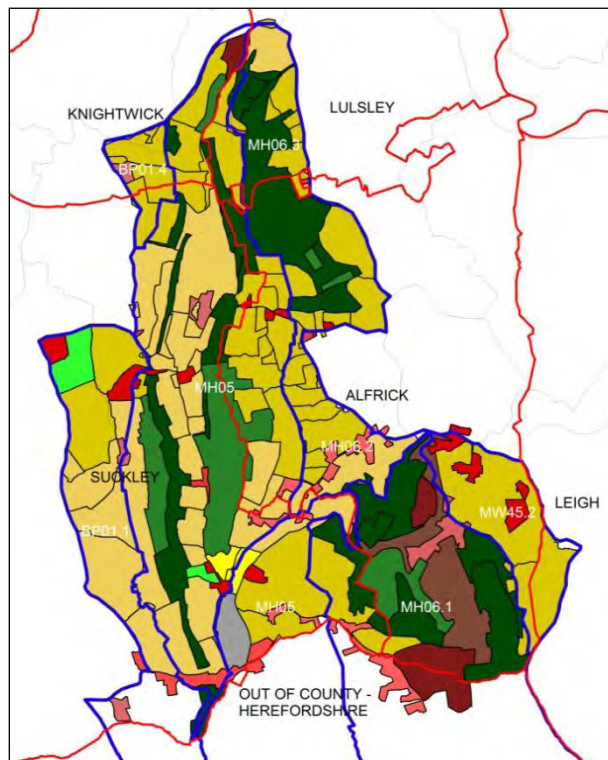 KNIGHTWICK
LULSLEY
MH06.3
BP01.4
MH05
ALFRICK
MH06.2
SUCKLEY
MW45.2
LEIGH
BP01.1
MH05
MH06.1
OUT OF COUNTY -
HEREFORDSHIRE